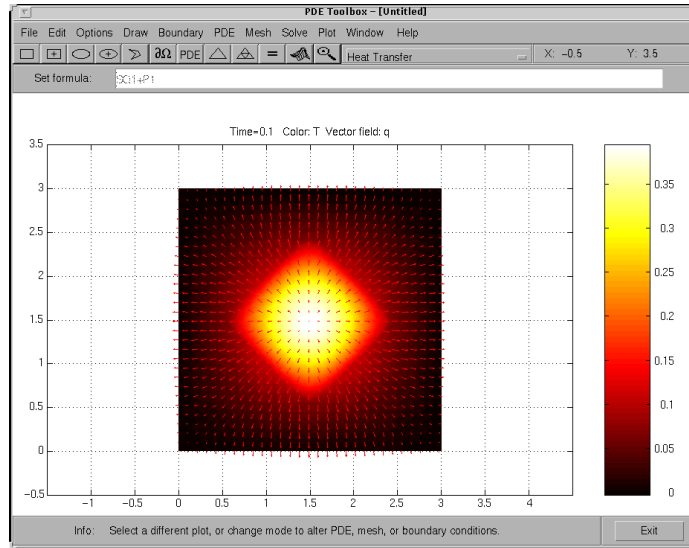 PDE Toolbox – [Untitled]
File Edit Options Draw Boundary PDE Mesh Solve Plot Window Help
∂Ω PDE = Heat Transfer X: -0.5 Y: 3.5
Set formula: SQ1+P1
Time=0.1 Color: T Vector field: q
3.5
3
2.5
2
1.5
1
0.5
0
-0.5
-1 -0.5 0 0.5 1 1.5 2 2.5 3 3.5 4
0.35
0.3
0.25
0.2
0.15
0.1
0.05
0
Info: Select a different plot, or change mode to alter PDE, mesh, or boundary conditions.
Exit